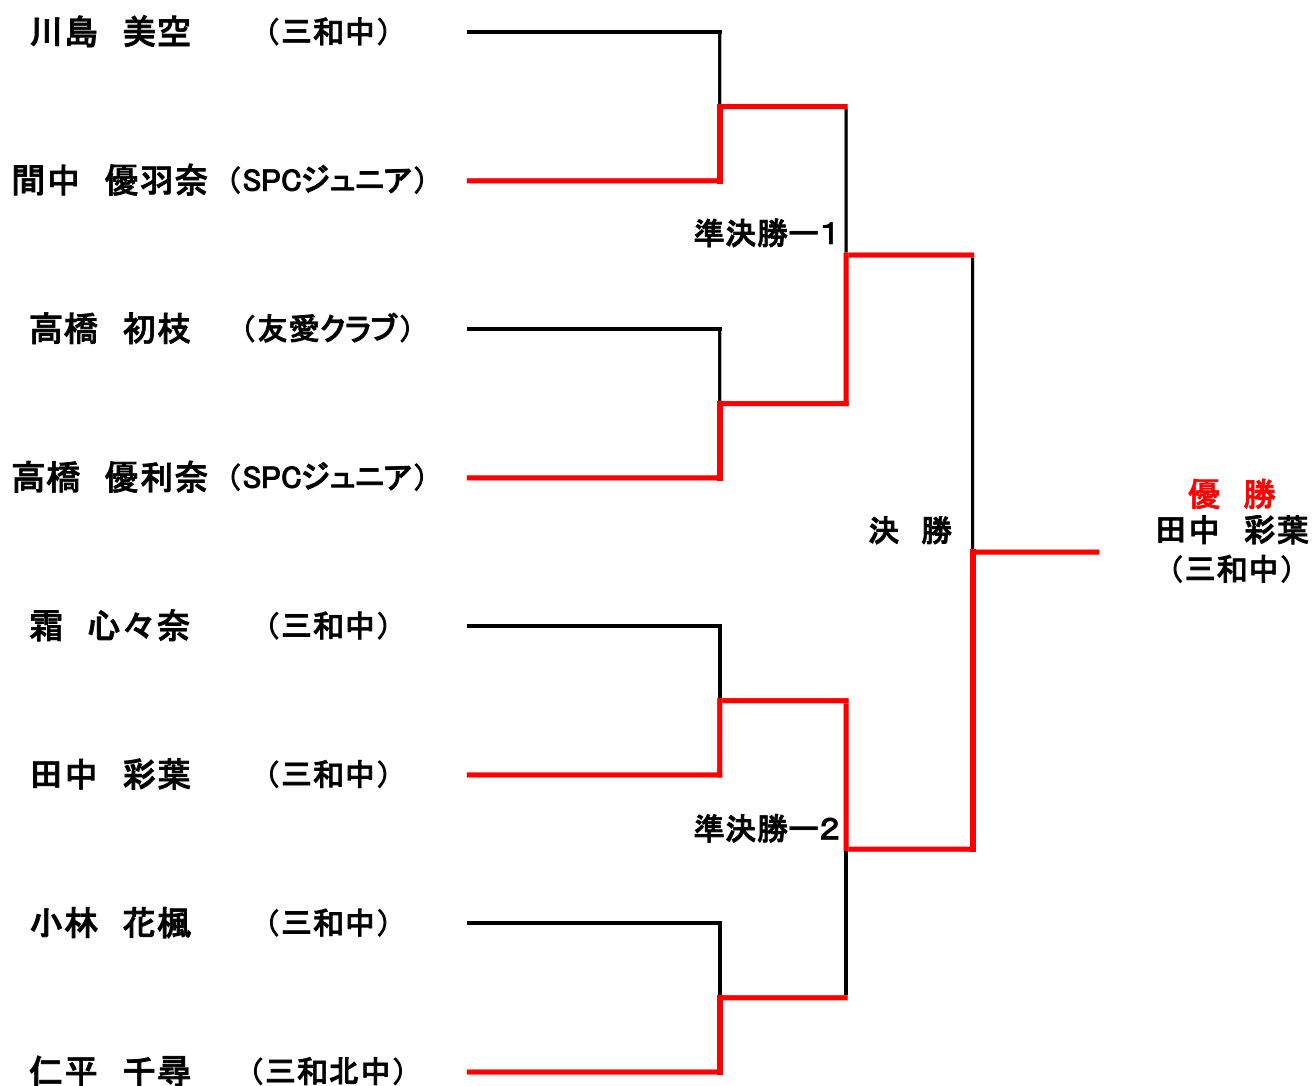 川島 美空 （三和中）
間中 優羽奈 （SPCジュニア）
準決勝ー１
高橋 初枝 （友愛クラブ）
高橋 優利奈 （SPCジュニア）
優 勝
決 勝
田中 彩葉
（三和中）
霜 心々奈 （三和中）
田中 彩葉 （三和中）
準決勝ー２
小林 花楓 （三和中）
仁平 千尋 （三和北中）